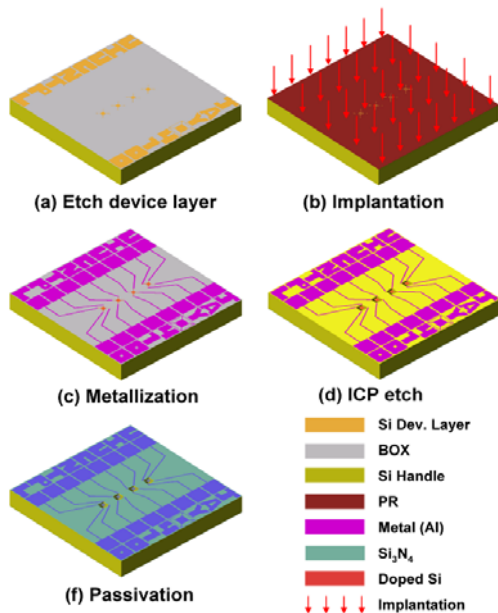 (a) Etch device layer
(b) Implantation
(c) Metallization
(d) ICP etch
Si Dev. Layer
BOX
Si Handle
PR
Metal (Al)
Si₃N₄
Doped Si
Implantation
(f) Passivation